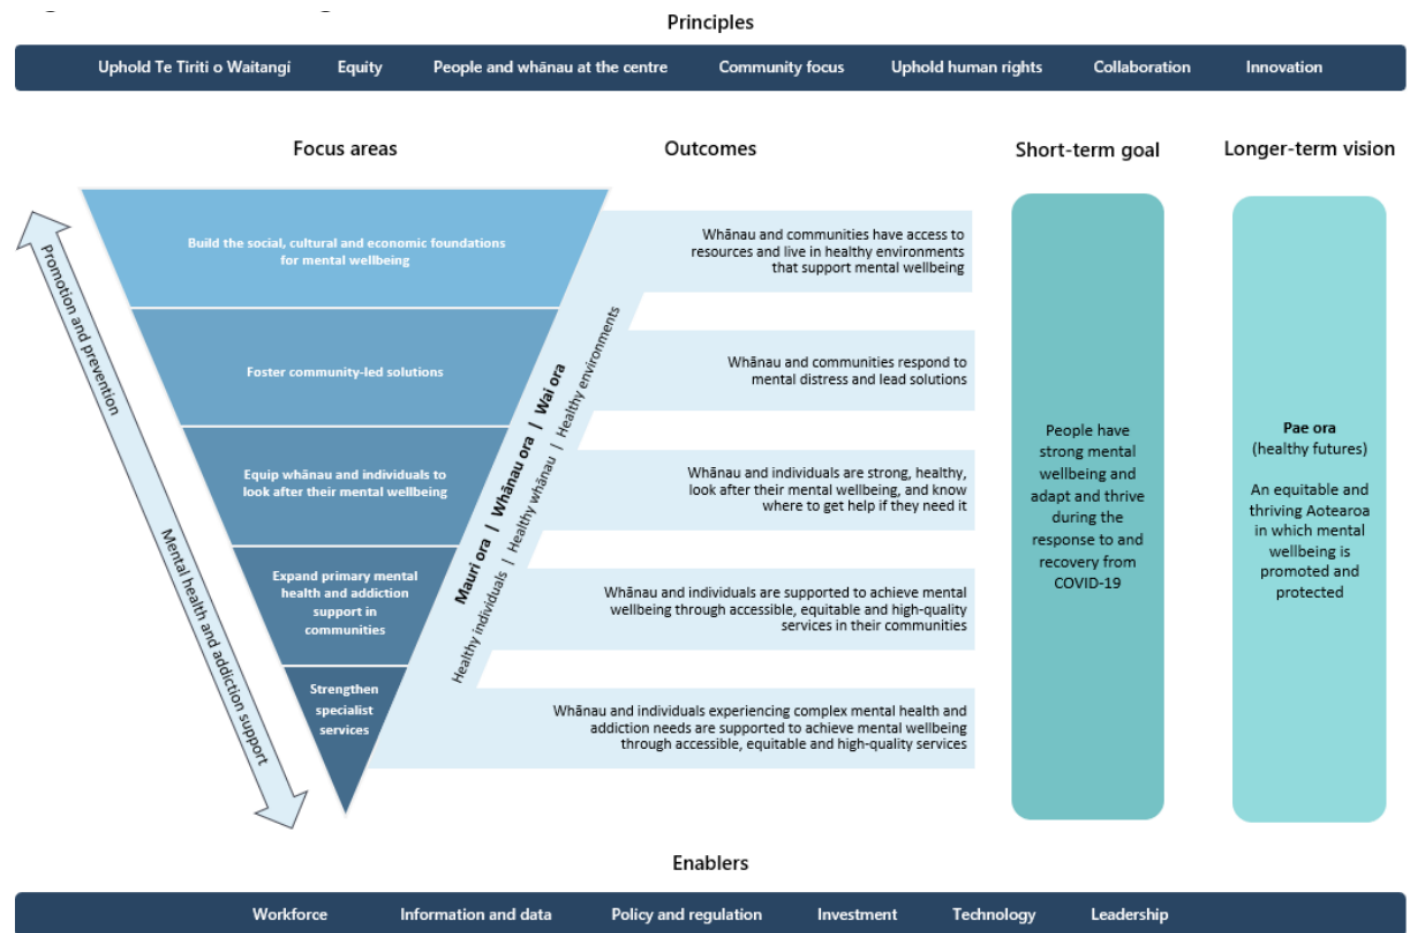 Principles
Uphold Te Tiriti o Waitangi Equity People and whānau at the centre Community focus Uphold human rights Collaboration Innovation
Focus areas
Outcomes
Short-term goal
Longer-term vision
Promotion and prevention
Mental health and addiction support
Build the social, cultural and economic foundations
for mental wellbeing
Foster community-led solutions
Equip whānau and individuals to
look after their mental wellbeing
Expand primary mental
health and addiction
support in
communities
Strengthen
specialist
services
Mauri ora | Whānau ora | Wai ora
Healthy individuals | Healthy whānau | Healthy environments
Whānau and communities have access to
resources and live in healthy environments
that support mental wellbeing
Whānau and communities respond to
mental distress and lead solutions
Whānau and individuals are strong, healthy,
look after their mental wellbeing, and know
where to get help if they need it
Whānau and individuals are supported to achieve mental
wellbeing through accessible, equitable and high-quality
services in their communities
Whānau and individuals experiencing complex mental health and
addiction needs are supported to achieve mental wellbeing
through accessible, equitable and high-quality services
People have
strong mental
wellbeing and
adapt and thrive
during the
response to and
recovery from
COVID-19
Pae ora
(healthy futures)
An equitable and
thriving Aotearoa
in which mental
wellbeing is
promoted and
protected
Enablers
Workforce Information and data Policy and regulation Investment Technology Leadership